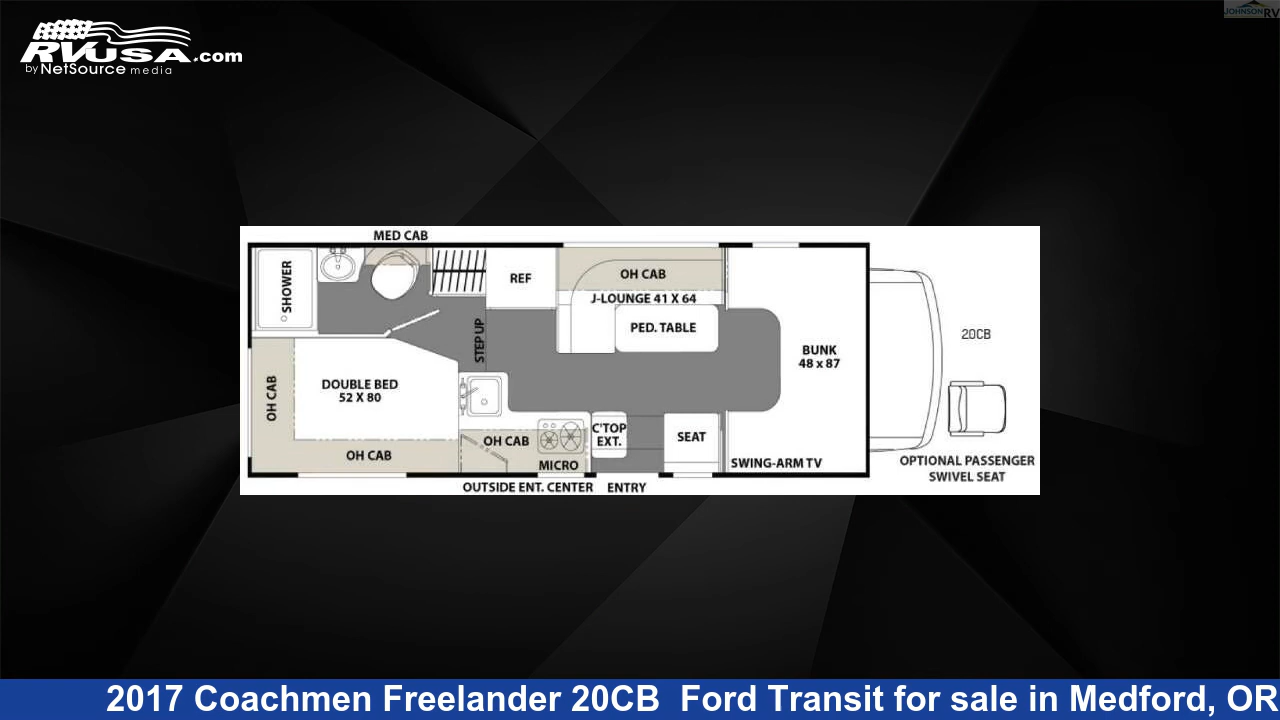 JOHNSON RV
RVUSA.com
by NetSource media
MED CAB
SHOWER
REF
OH CAB
J-LOUNGE 41 X 64
PED. TABLE
STEP UP
BUNK
48 x 87
20CB
OH CAB
DOUBLE BED
52 X 80
OH CAB
OH CAB
MICRO
C'TOP
EXT.
SEAT
SWING-ARM TV
OPTIONAL PASSENGER
SWIVEL SEAT
OUTSIDE ENT. CENTER
ENTRY
2017 Coachmen Freelander 20CB Ford Transit for sale in Medford, OR